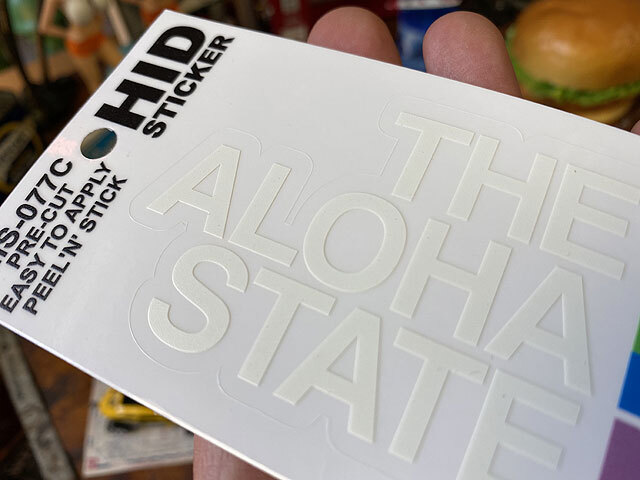 HID
STICKER
HS-077C
PRE-CUT
EASY TO APPLY
PEEL'N' STICK
THE
ALOHA
STATE